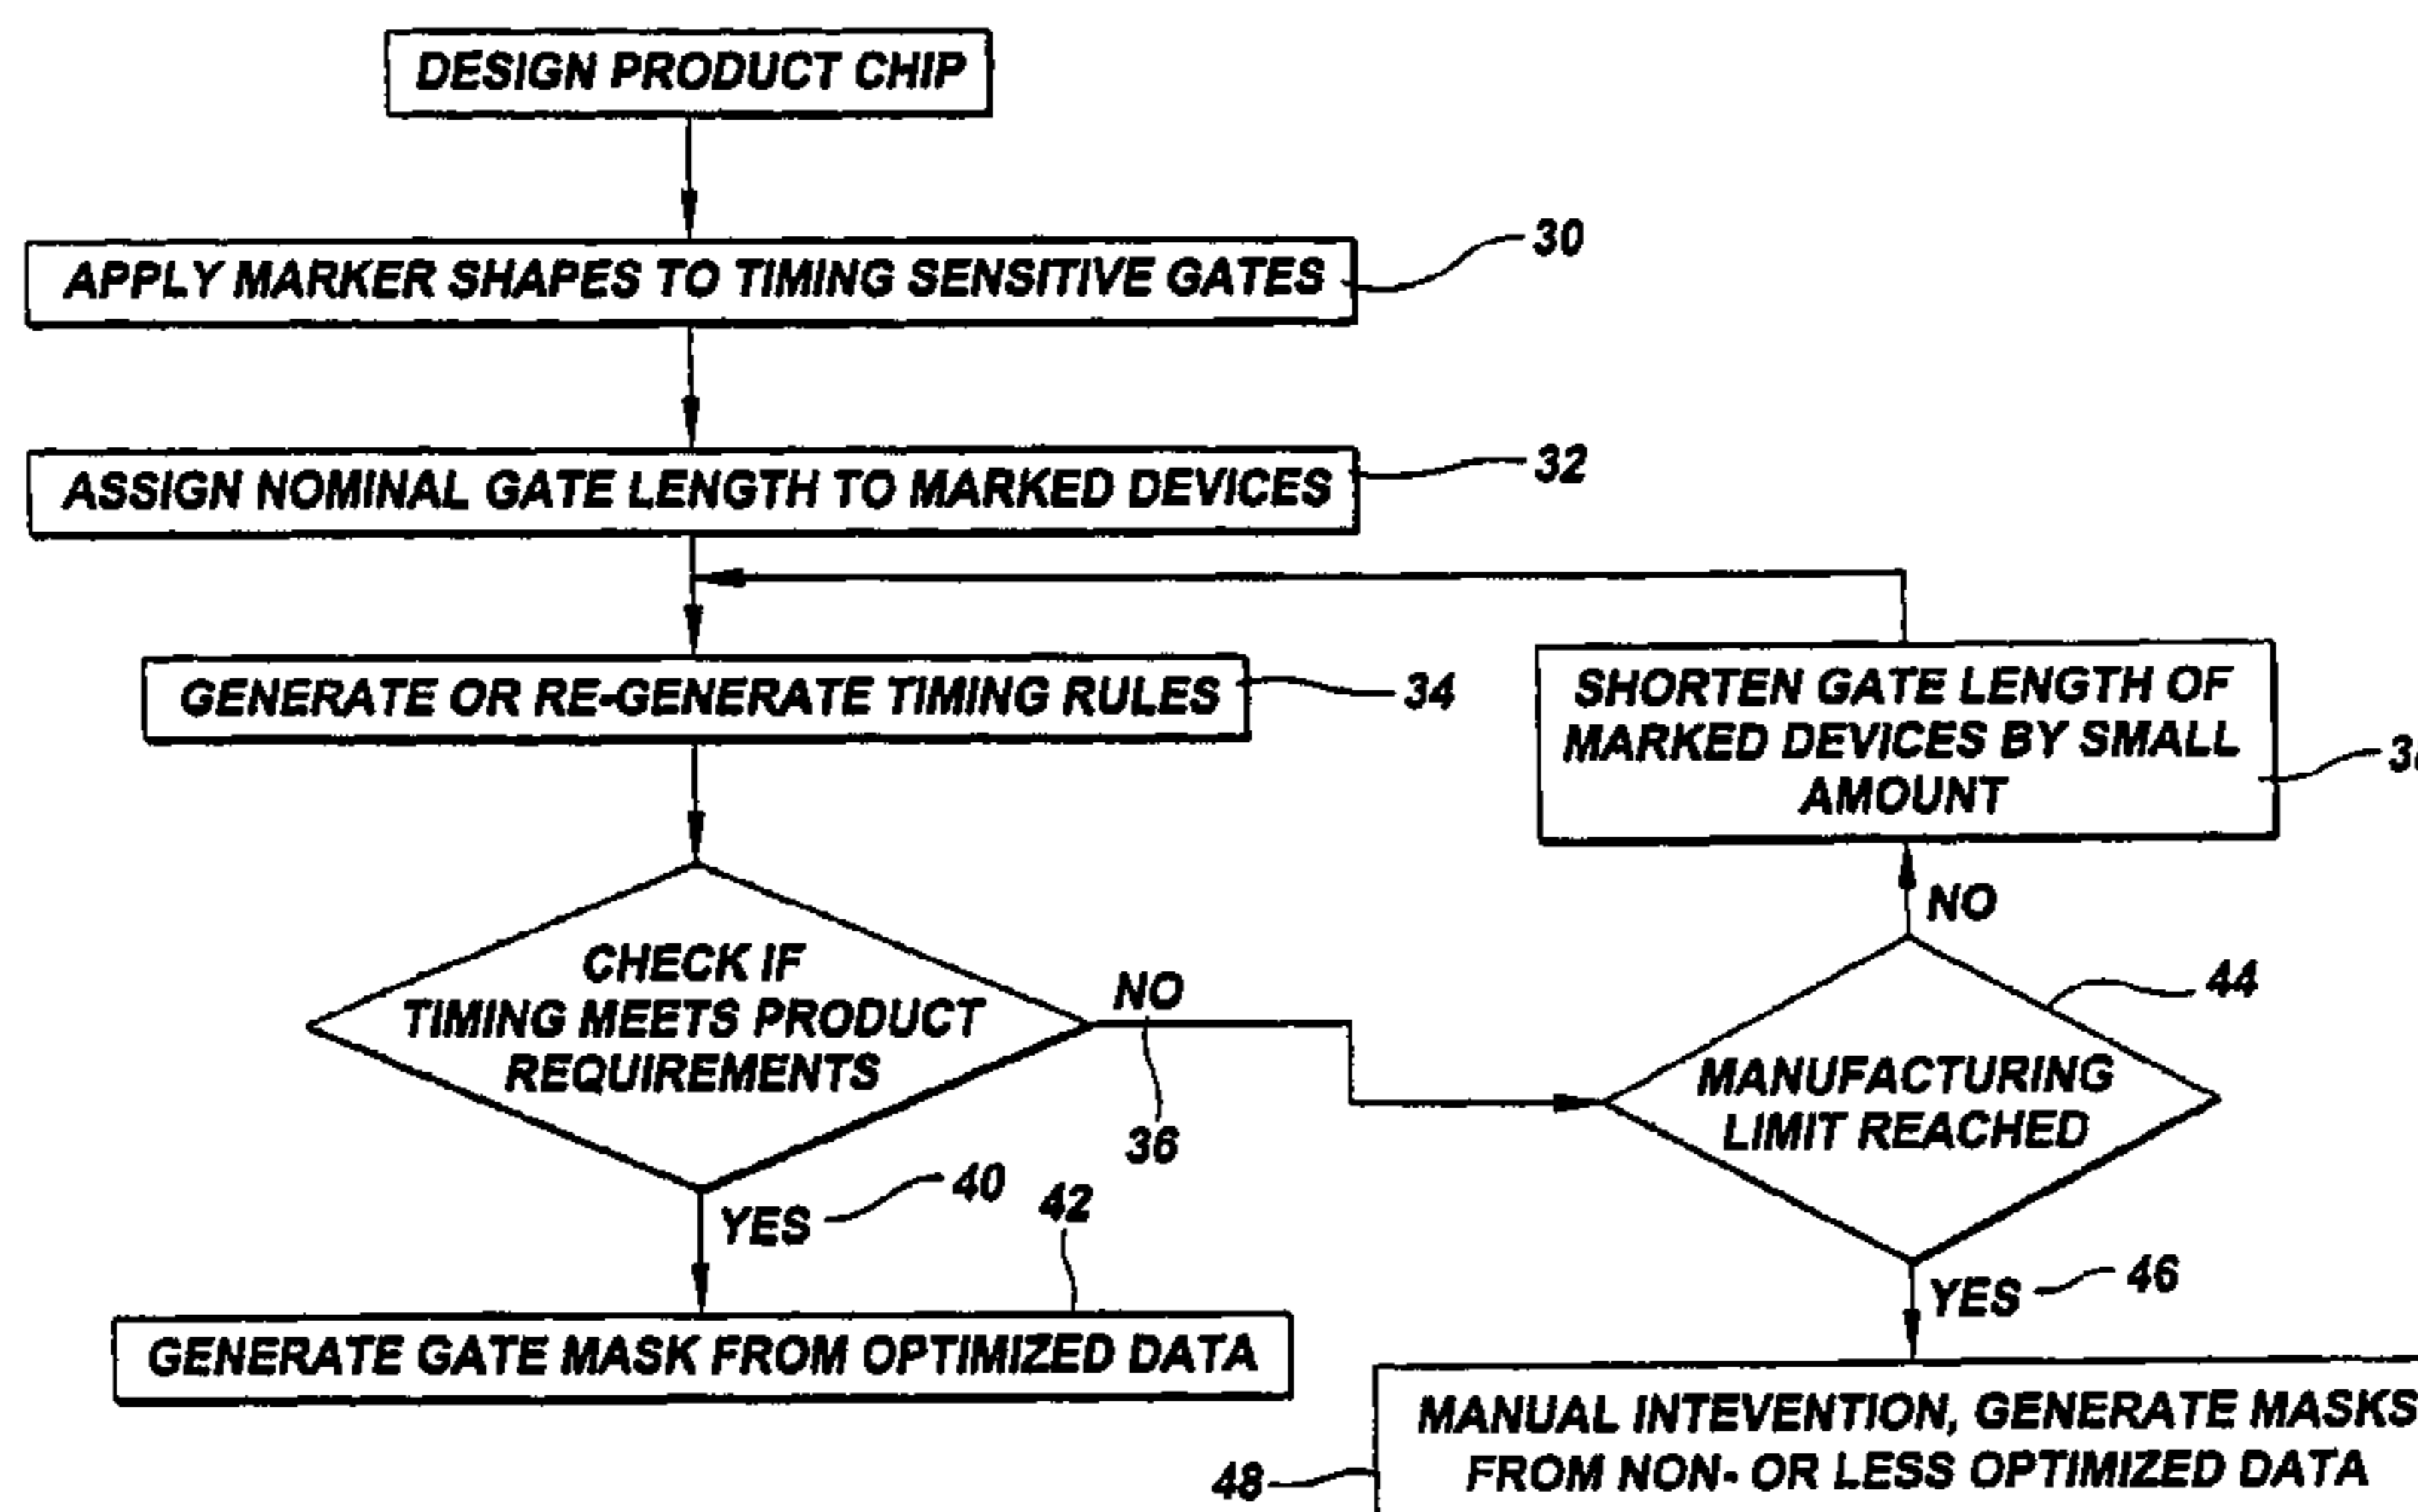 DESIGN PRODUCT CHIP
APPLY MARKER SHAPES TO TIMING SENSITIVE GATES
30
ASSIGN NOMINAL GATE LENGTH TO MARKED DEVICES
32
GENERATE OR RE-GENERATE TIMING RULES
34
SHORTEN GATE LENGTH OF
MARKED DEVICES BY SMALL
AMOUNT
NO
CHECK IF
TIMING MEETS PRODUCT
REQUIREMENTS
NO
36
44
MANUFACTURING
LIMIT REACHED
YES
40
42
YES
46
GENERATE GATE MASK FROM OPTIMIZED DATA
MANUAL INTEVENTION, GENERATE MASKS
FROM NON- OR LESS OPTIMIZED DATA
48